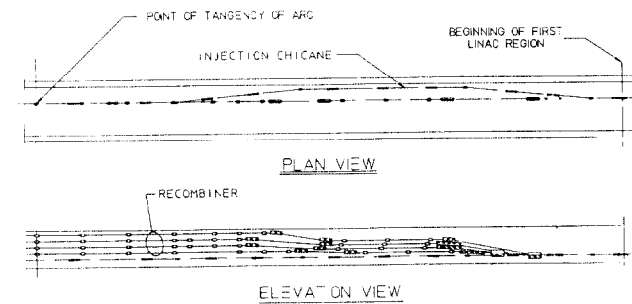 POINT OF TANGENCY OF ARC
BEGINNING OF FIRST
LINAC REGION
INJECTION CHICANE
PLAN VIEW
RECOMBINER
ELEVATION VIEW